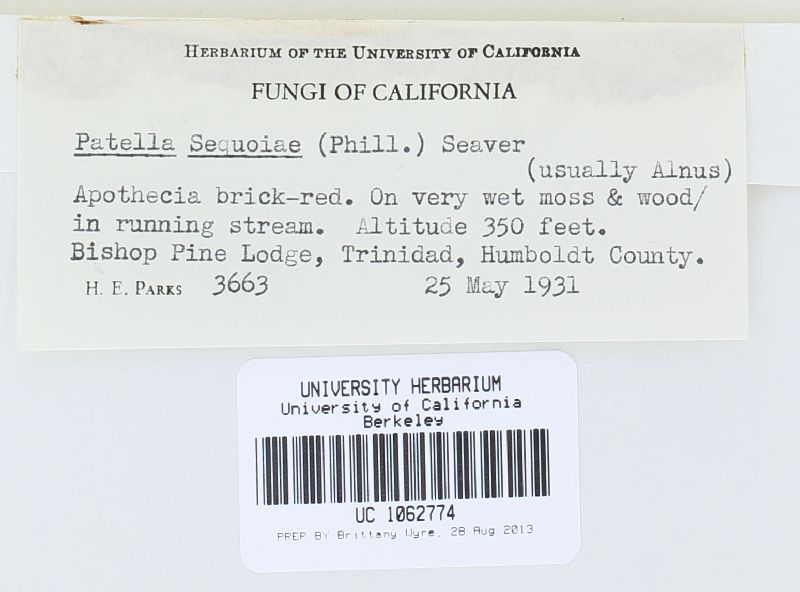 HERBARIUM OF THE UNIVERSITY OF CALIFORNIA
FUNGI OF CALIFORNIA
Patella Sequoiae (Phill.) Seaver
(usually Alnus)
Apothecia brick-red. On very wet moss & wood/
in running stream. Altitude 350 feet.
Bishop Pine Lodge, Trinidad, Humboldt County.
H. E. PARKS 3663 25 May 1931
UNIVERSITY HERBARIUM
University of California
Berkeley
UC 1062774
PREP BY Brittany Wyre, 28 Aug 2013